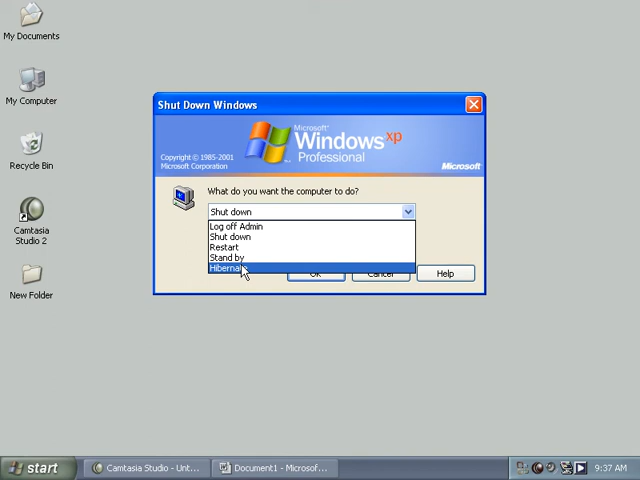 My Documents
My Computer
Recycle Bin
Camtasia
Studio 2
New Folder
Shut Down Windows
Copyright © 1985-2001
Microsoft Corporation
Microsoft
Windows xp
Professional
Microsoft
What do you want the computer to do?
Shut down
Log off Admin
Shut down
Restart
Stand by
Hibernate
OK
Cancel
Help
start
Camtasia Studio - Unt...
Document1 - Microsof...
9:37 AM